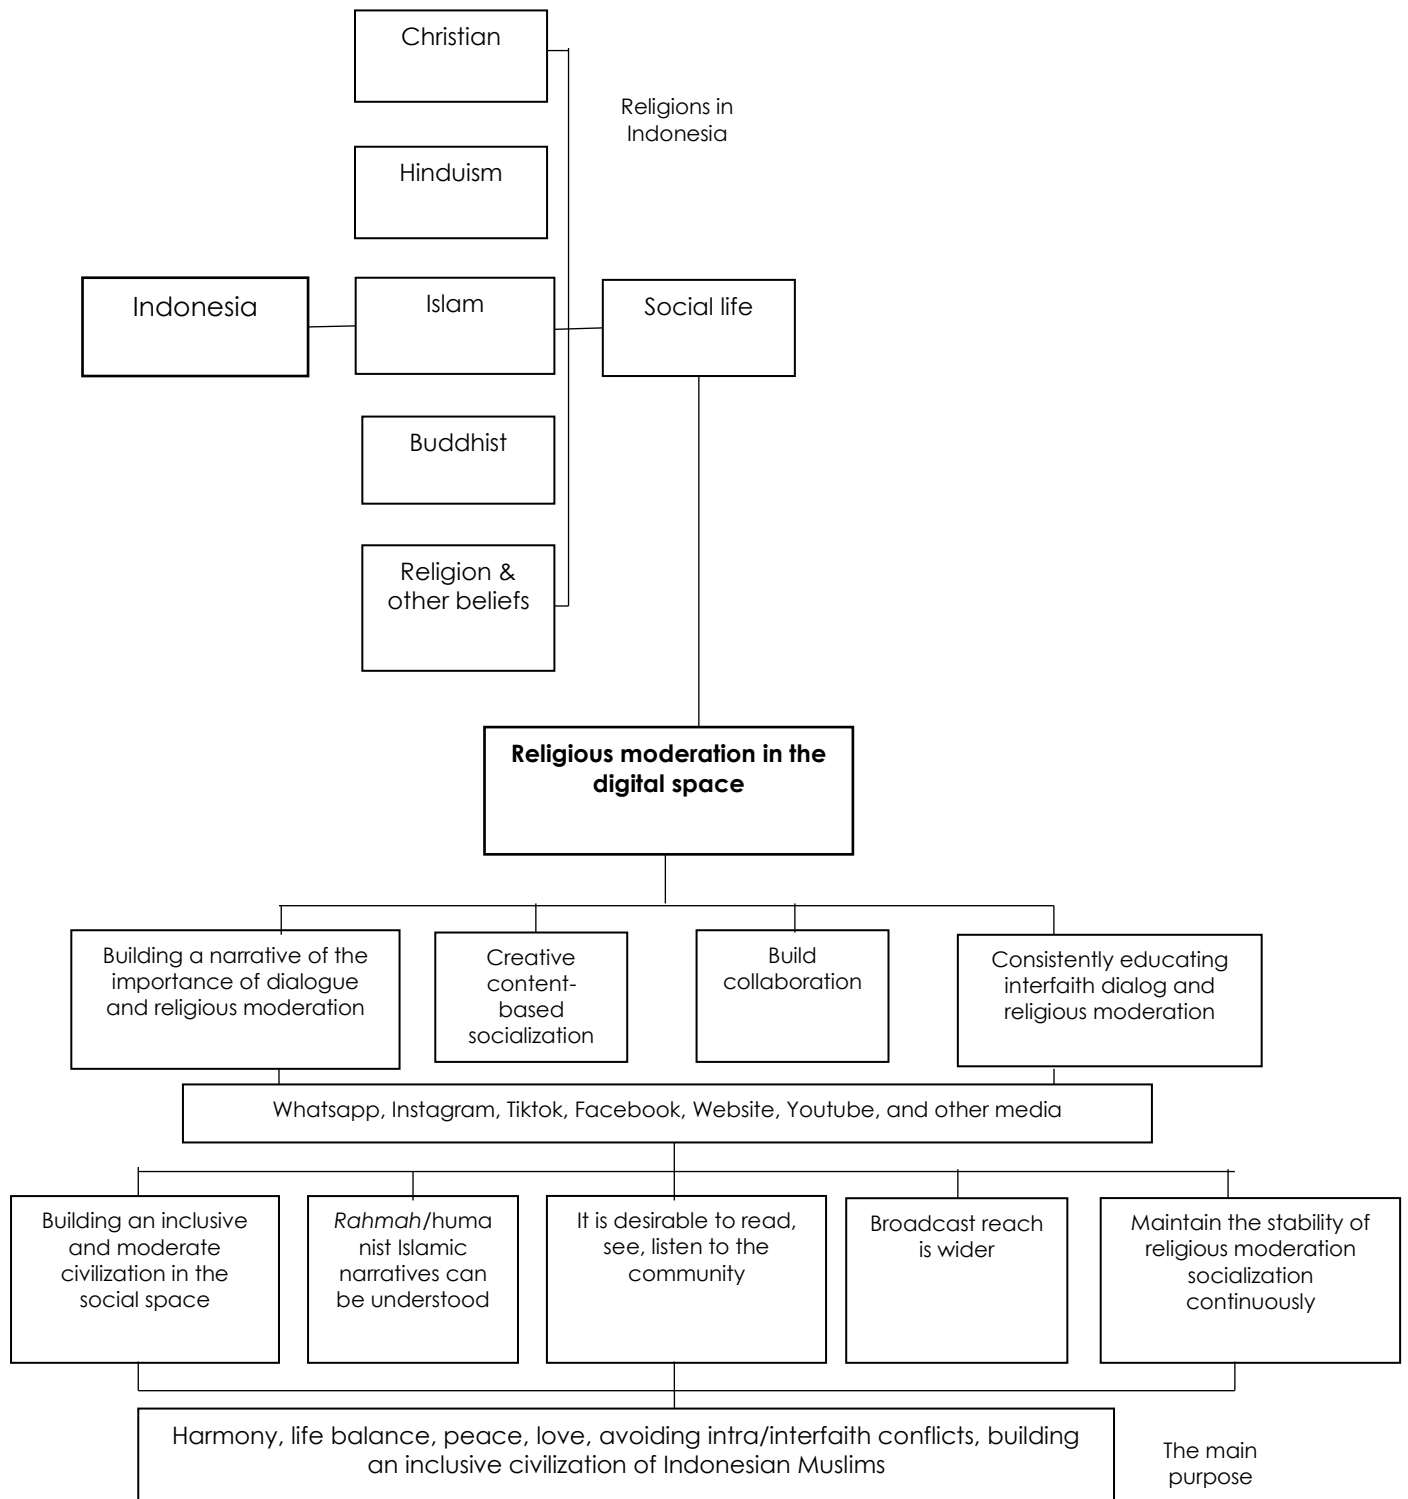 Christian
Religions in
Indonesia
Hinduism
Indonesia
Islam
Social life
Buddhist
Religion &
other beliefs
Religious moderation in the
digital space
Building a narrative of the
importance of dialogue
and religious moderation
Creative
content-
based
socialization
Build
collaboration
Consistently educating
interfaith dialog and
religious moderation
Whatsapp, Instagram, Tiktok, Facebook, Website, Youtube, and other media
Building an inclusive
and moderate
civilization in the
social space
Rahmah/huma
nist Islamic
narratives can
be understood
It is desirable to read,
see, listen to the
community
Broadcast reach
is wider
Maintain the stability of
religious moderation
socialization
continuously
Harmony, life balance, peace, love, avoiding intra/interfaith conflicts, building
an inclusive civilization of Indonesian Muslims
The main
purpose